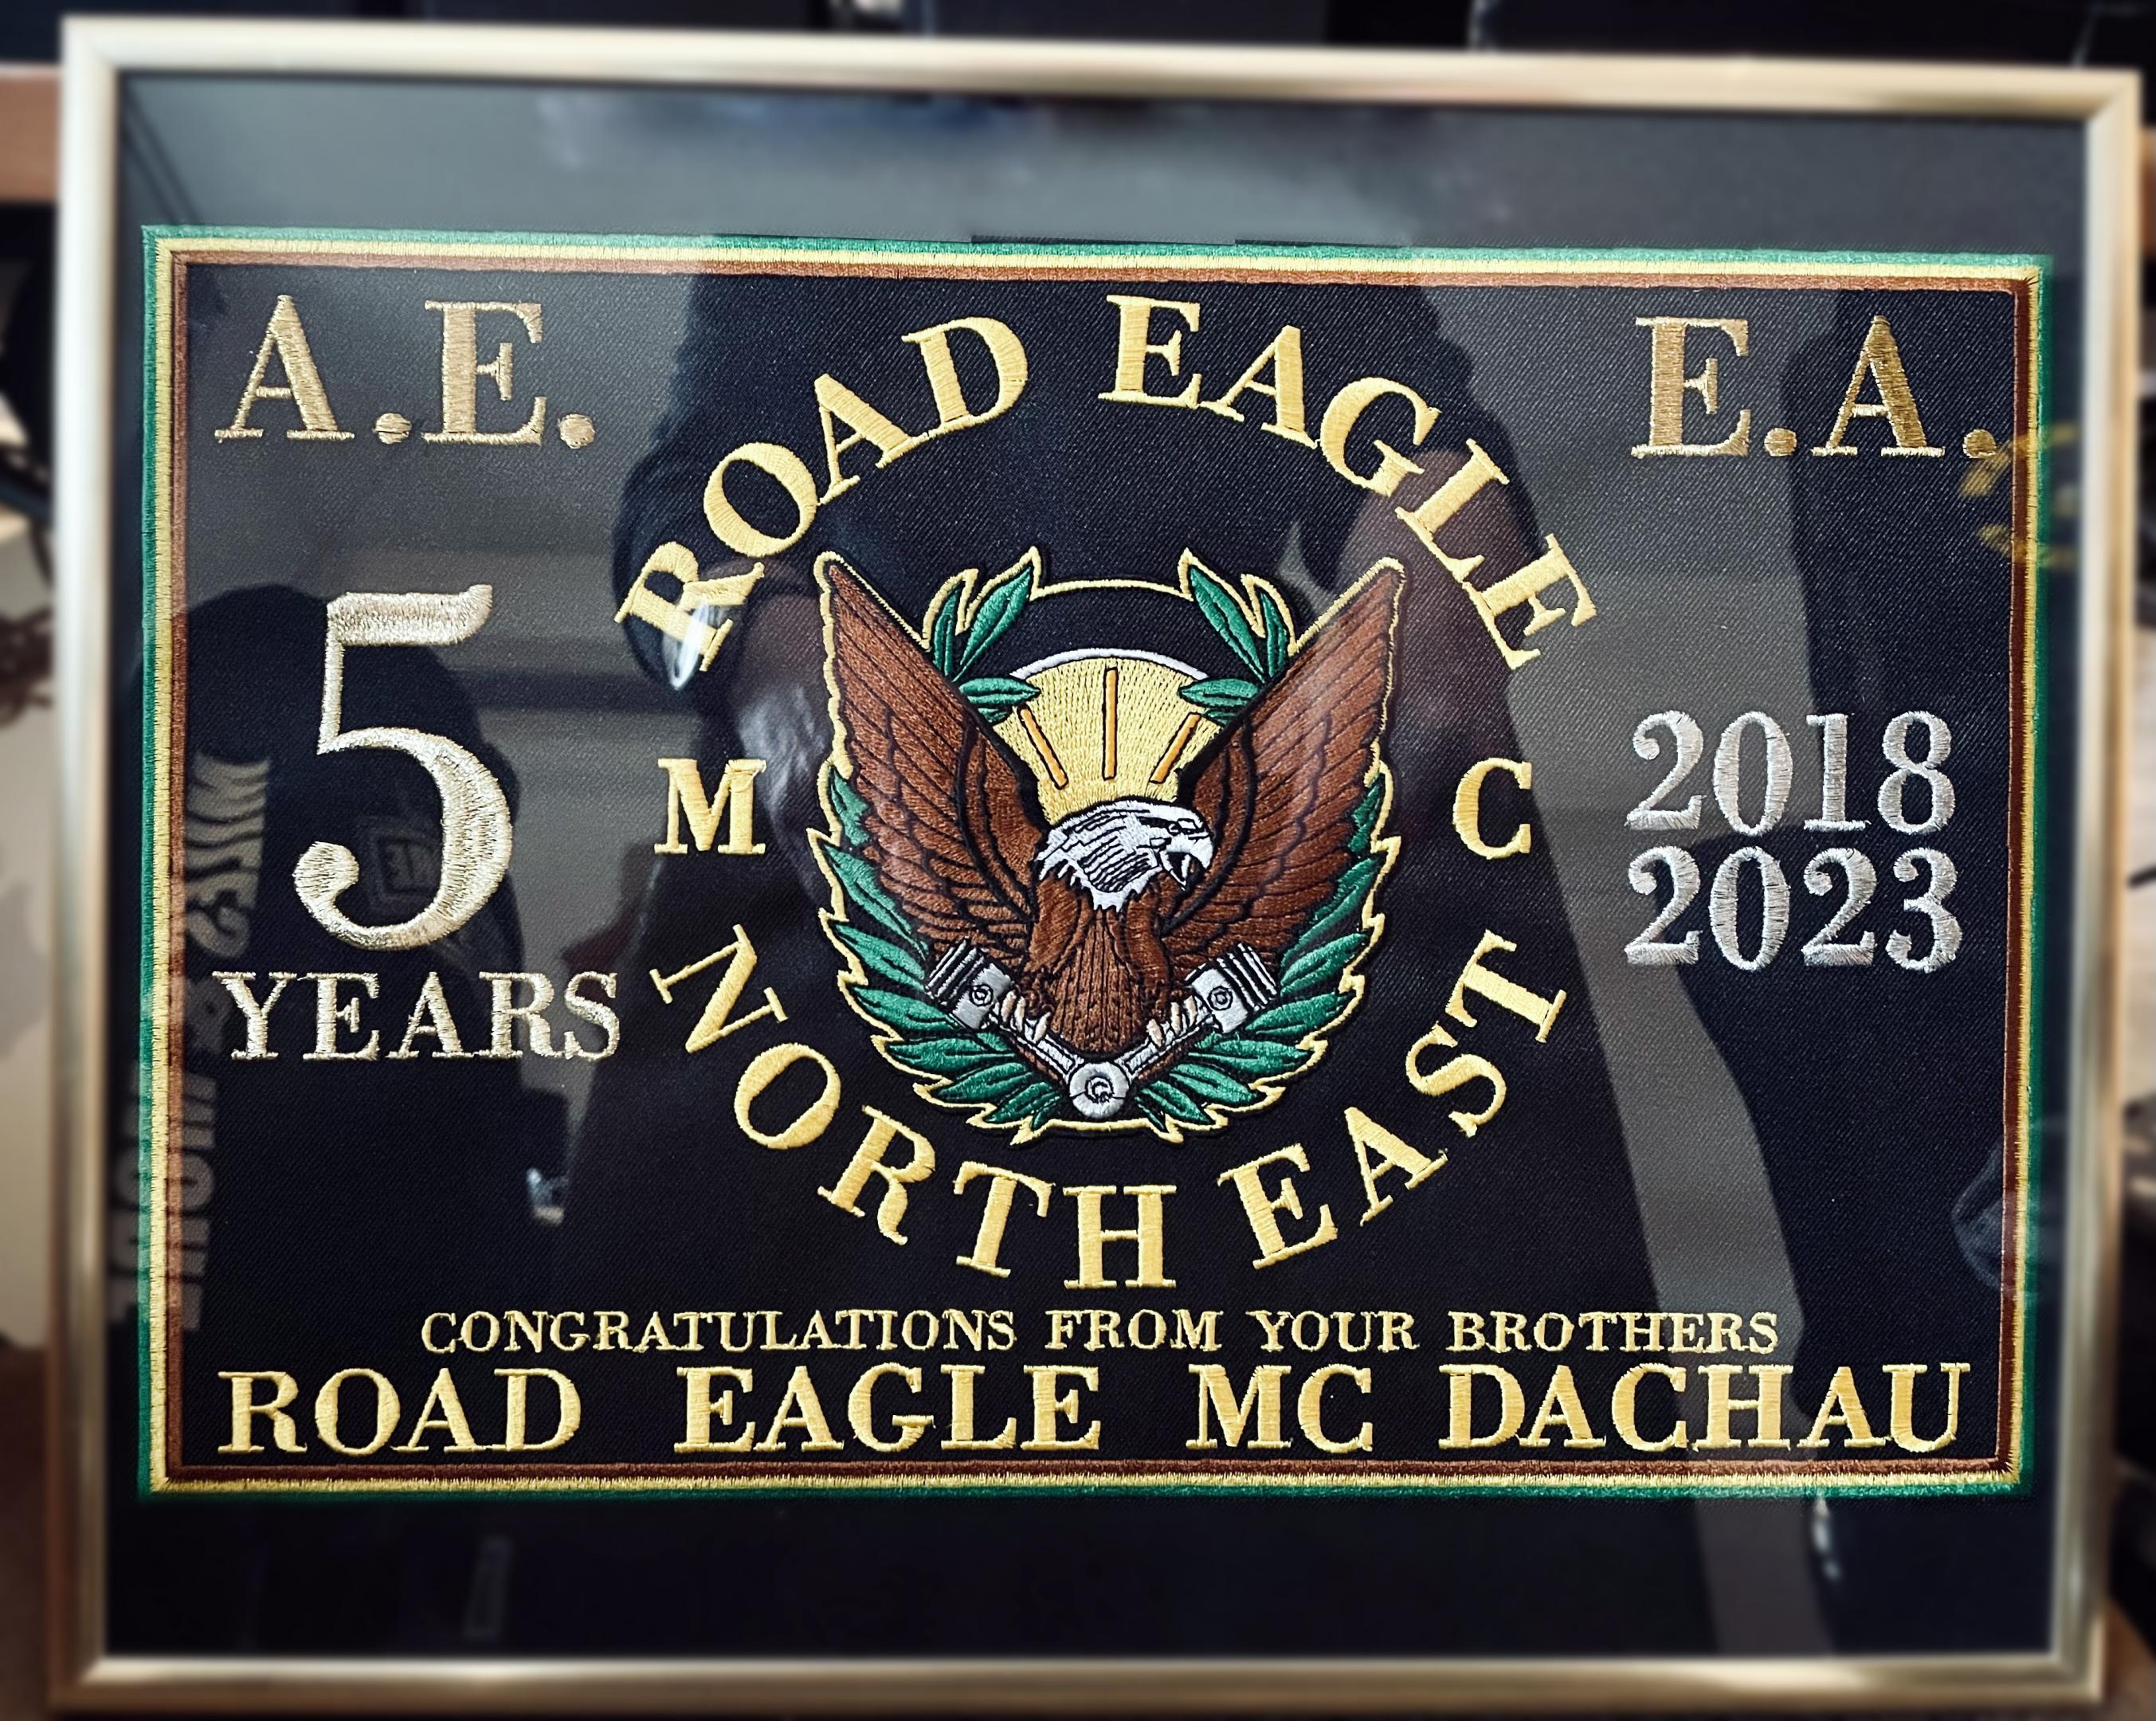 A.E.
E.A.
ROAD EAGLE
5
YEARS
M C
2018
2023
NORTH EAST
CONGRATULATIONS FROM YOUR BROTHERS
ROAD EAGLE MC DACHAU